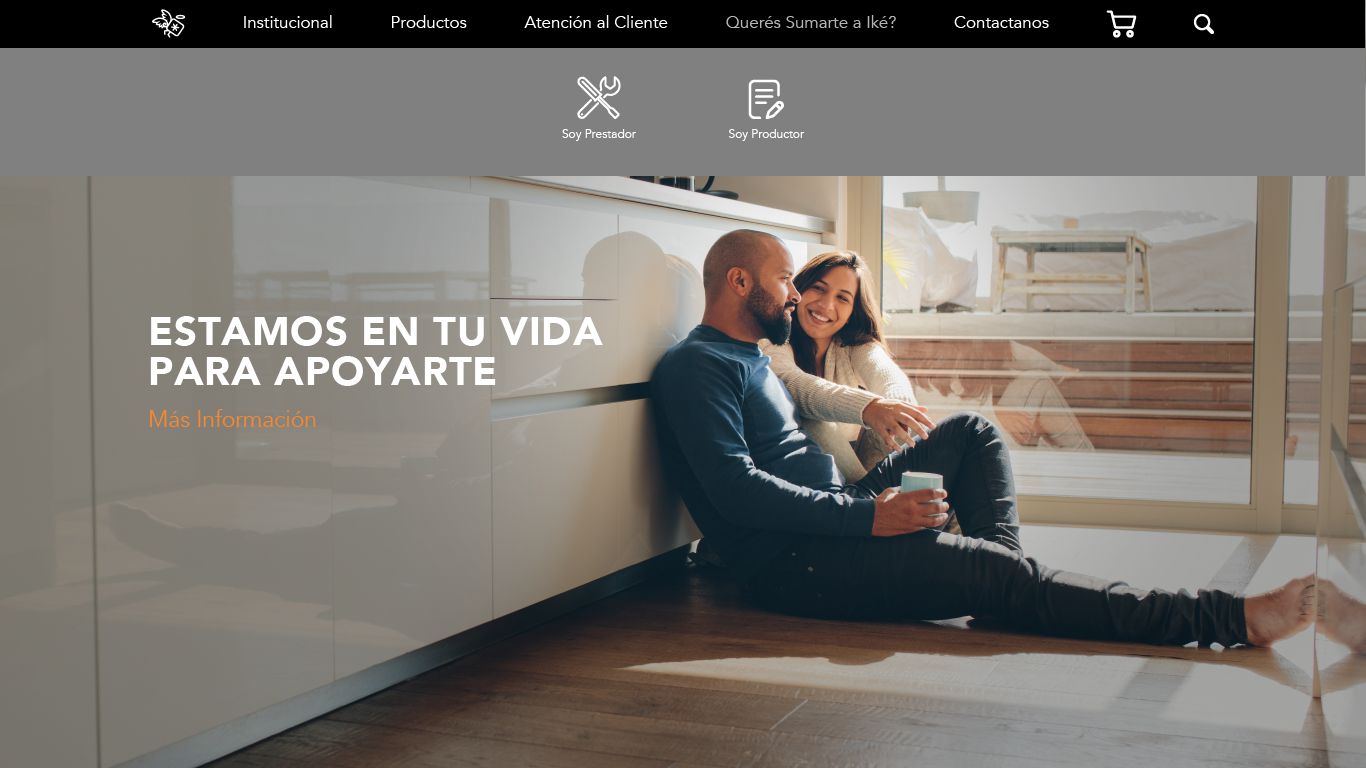 Institucional
Productos
Atención al Cliente
Querés Sumarte a Iké?
Contactanos
Soy Prestador
Soy Productor
ESTAMOS EN TU VIDA
PARA APOYARTE
Más Información